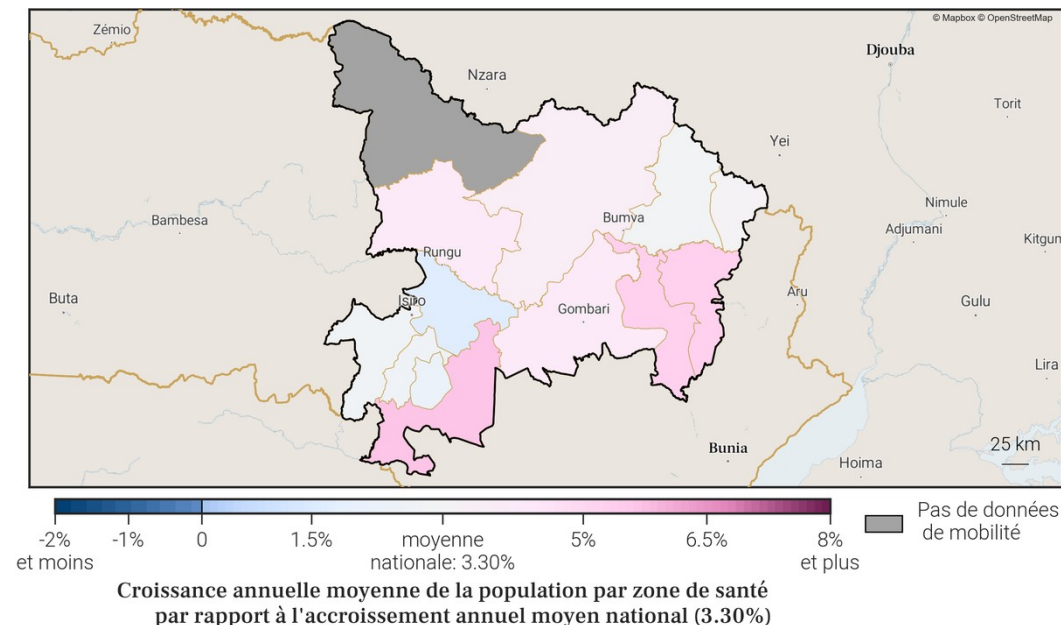 © Mapbox © OpenStreetMap
Zémio
Djouba
Nzara
Torit
Yei
Bambesa
Bumva
Nimule
Adjumani
Kitgun
Rungu
Buta
Isiro
Gombari
Aru
Gulu
Lira
Bunia
Hoima
25 km
-2%
et moins
-1%
0
1.5%
moyenne
nationale: 3.30%
5%
6.5%
8%
et plus
Pas de données
de mobilité
Croissance annuelle moyenne de la population par zone de santé
par rapport à l'accroissement annuel moyen national (3.30%)